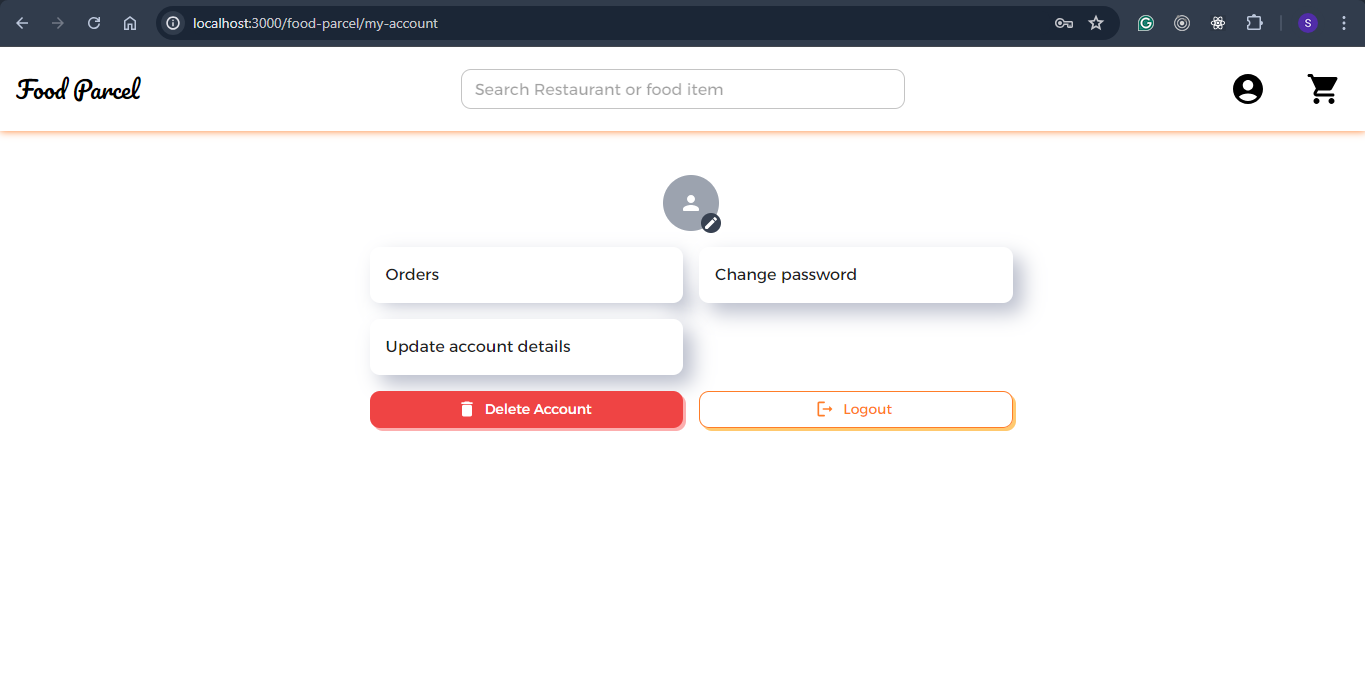 localhost:3000/food-parcel/my-account
S
Food Parcel
Search Restaurant or food item
Orders
Change password
Update account details
Delete Account
Logout